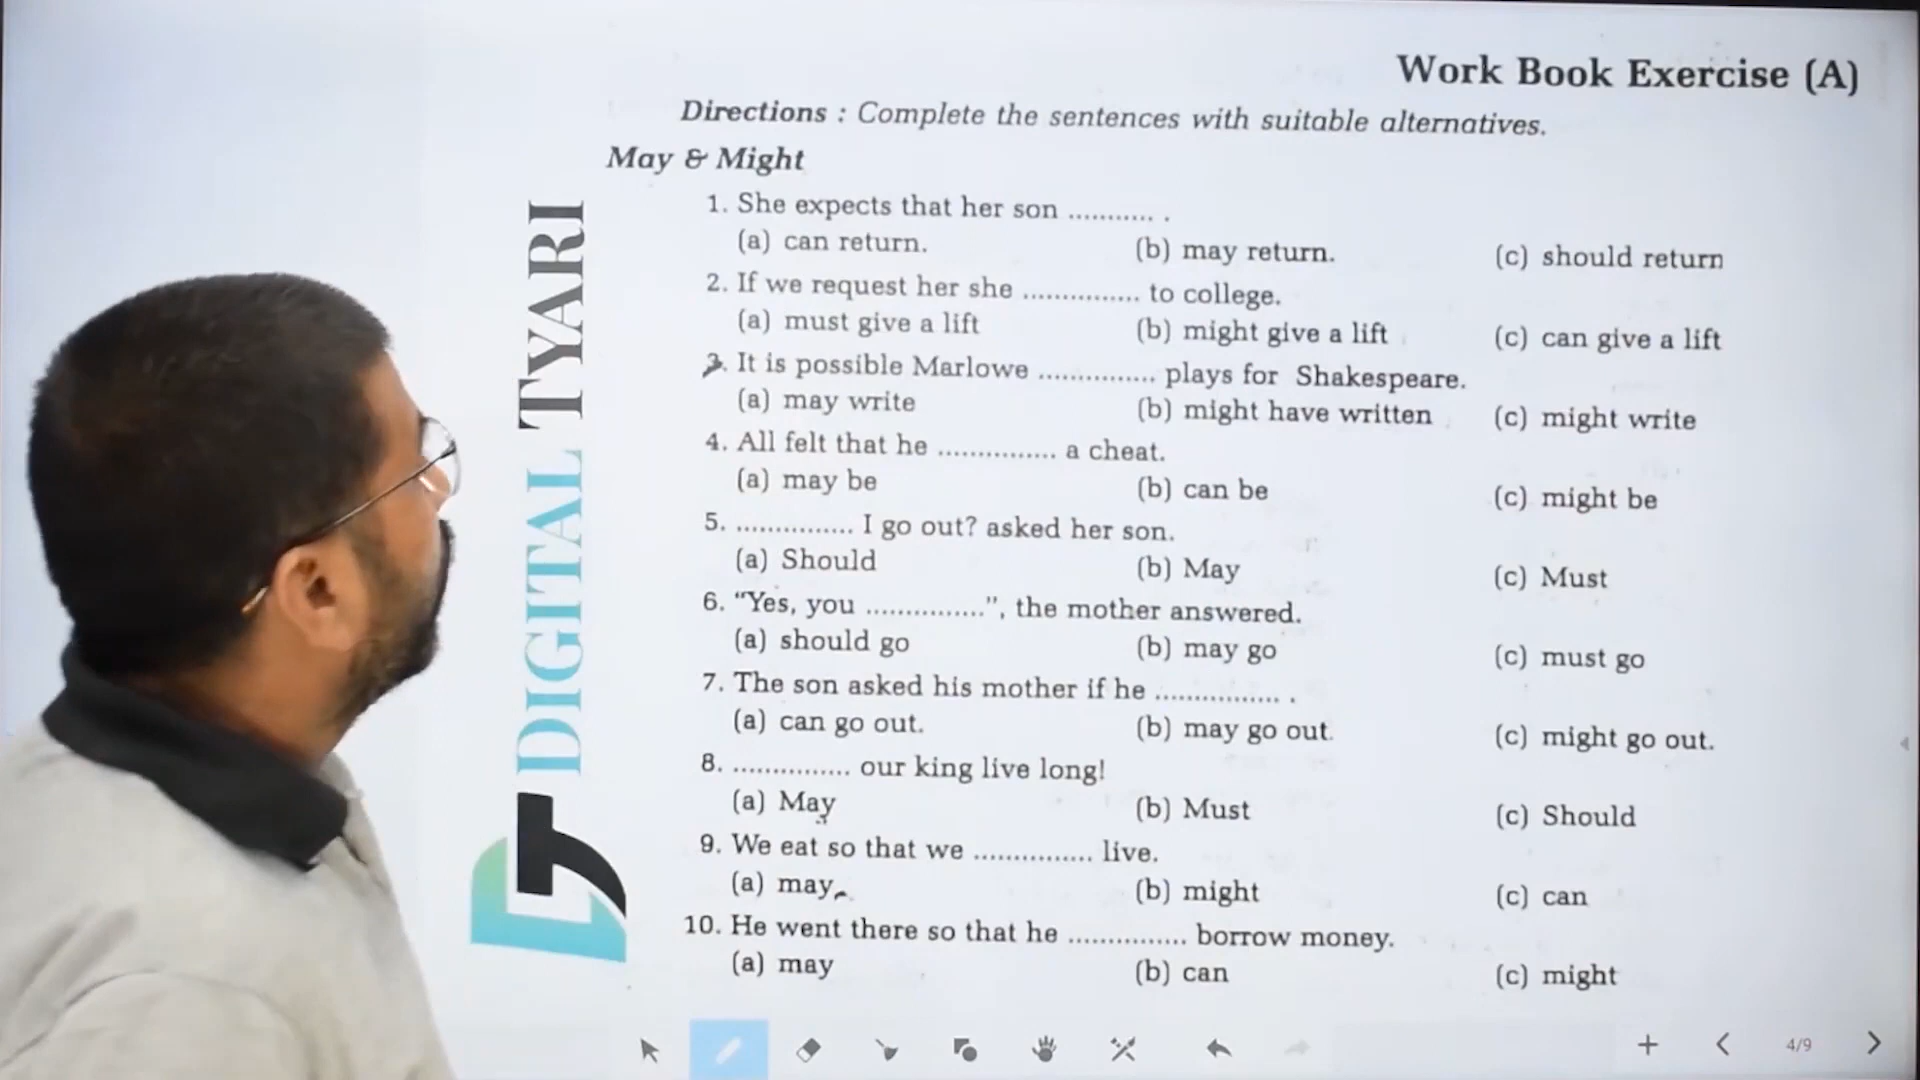 Work Book Exercise (A)
Directions : Complete the sentences with suitable alternatives.
May & Might
1. She expects that her son ............ .
(a) can return. (b) may return. (c) should return
2. If we request her she ............... to college.
(a) must give a lift (b) might give a lift (c) can give a lift
3. It is possible Marlowe ............... plays for Shakespeare.
(a) may write (b) might have written (c) might write
4. All felt that he ............... a cheat.
(a) may be (b) can be (c) might be
5. ............... I go out? asked her son.
(a) Should (b) May (c) Must
6. “Yes, you ...............”, the mother answered.
(a) should go (b) may go (c) must go
7. The son asked his mother if he ................ .
(a) can go out. (b) may go out. (c) might go out.
8. ............... our king live long!
(a) May (b) Must (c) Should
9. We eat so that we ............... live.
(a) may (b) might (c) can
10. He went there so that he ............... borrow money.
(a) may (b) can (c) might
DIGITAL TYARI
4/9